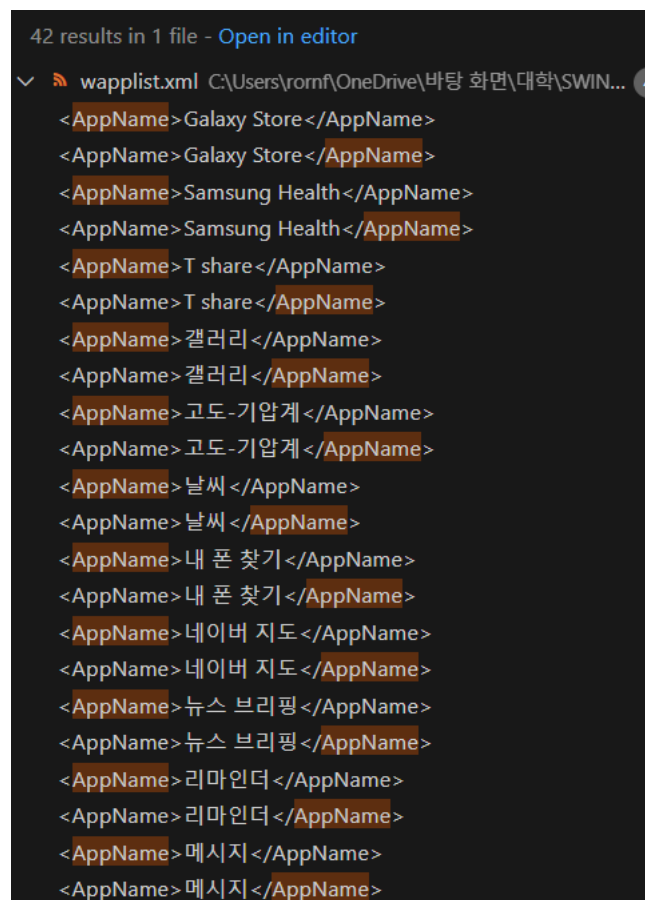 42 results in 1 file - Open in editor
wapplist.xml C:\Users\rornf\OneDrive\바탕 화면\대학\SWIN...
<AppName>Galaxy Store</AppName>
<AppName>Galaxy Store</AppName>
<AppName>Samsung Health</AppName>
<AppName>Samsung Health</AppName>
<AppName>T share</AppName>
<AppName>T share</AppName>
<AppName>갤러리</AppName>
<AppName>갤러리</AppName>
<AppName>고도-기압계</AppName>
<AppName>고도-기압계</AppName>
<AppName>날씨</AppName>
<AppName>날씨</AppName>
<AppName>내 폰 찾기</AppName>
<AppName>내 폰 찾기</AppName>
<AppName>네이버 지도</AppName>
<AppName>네이버 지도</AppName>
<AppName>뉴스 브리핑</AppName>
<AppName>뉴스 브리핑</AppName>
<AppName>리마인더</AppName>
<AppName>리마인더</AppName>
<AppName>메시지</AppName>
<AppName>메시지</AppName>